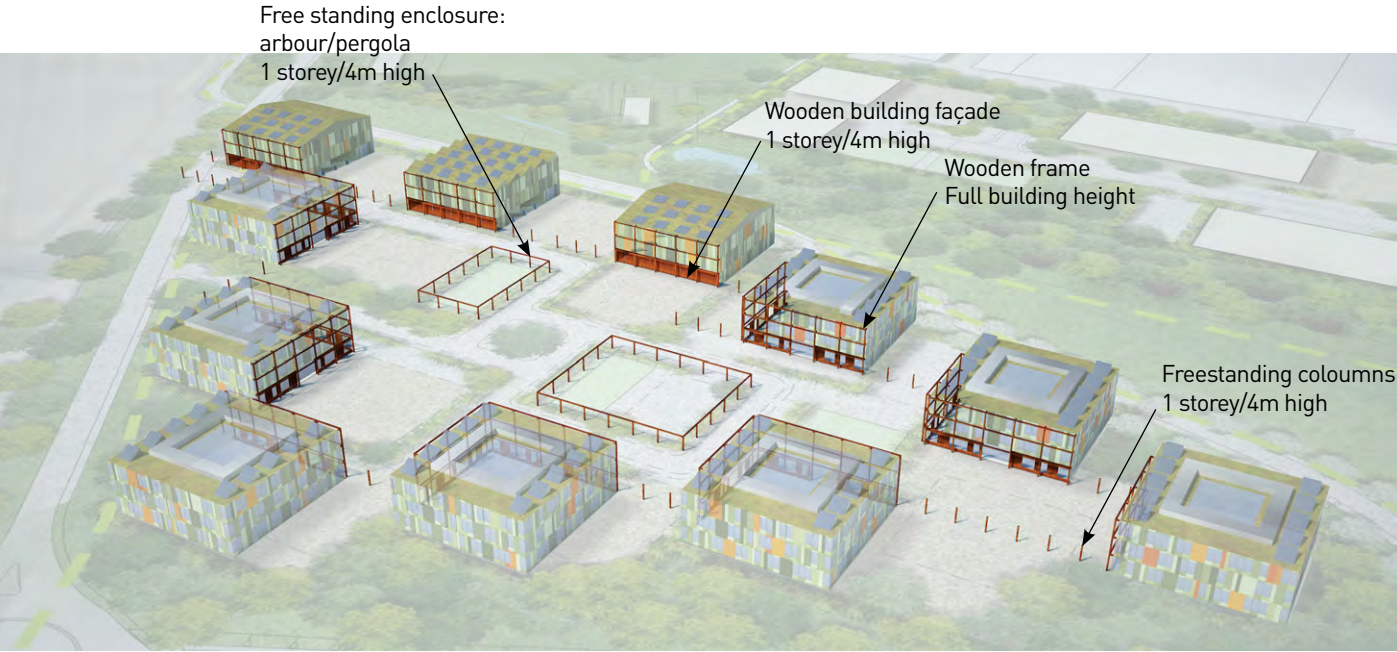 Free standing enclosure:
arbour/pergola
1 storey/4m high
Wooden building façade
1 storey/4m high
Wooden frame
Full building height
Freestanding coloumns
1 storey/4m high